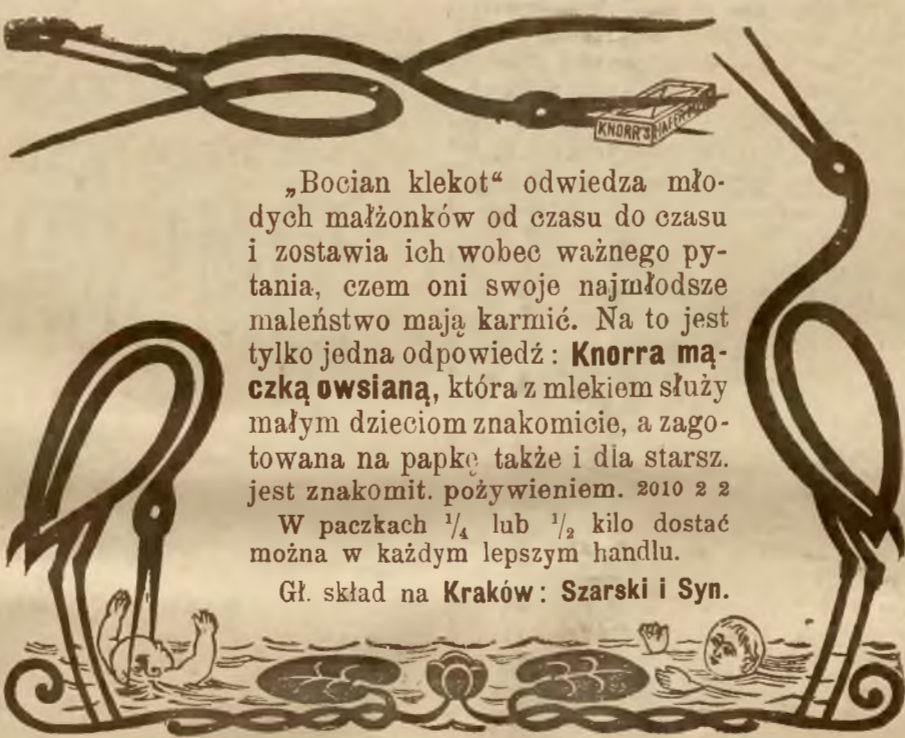 KNORR'S HAFER
„Bocian klekot“ odwiedza mło-
dych małżonków od czasu do czasu
i zostawia ich wobec ważnego py-
tania, czem oni swoje najmłodsze
maleństwo mają karmić. Na to jest
tylko jedna odpowiedź : Knorra mą-
czką owsianą, która z mlekiem służy
małym dzieciom znakomicie, a zago-
towana na papkę także i dla starsz.
jest znakomit. pożywieniem. 2010 2 2
W paczkach 1/4 lub 1/2 kilo dostać
można w każdym lepszym handlu.
Gł. skład na Kraków : Szarski i Syn.